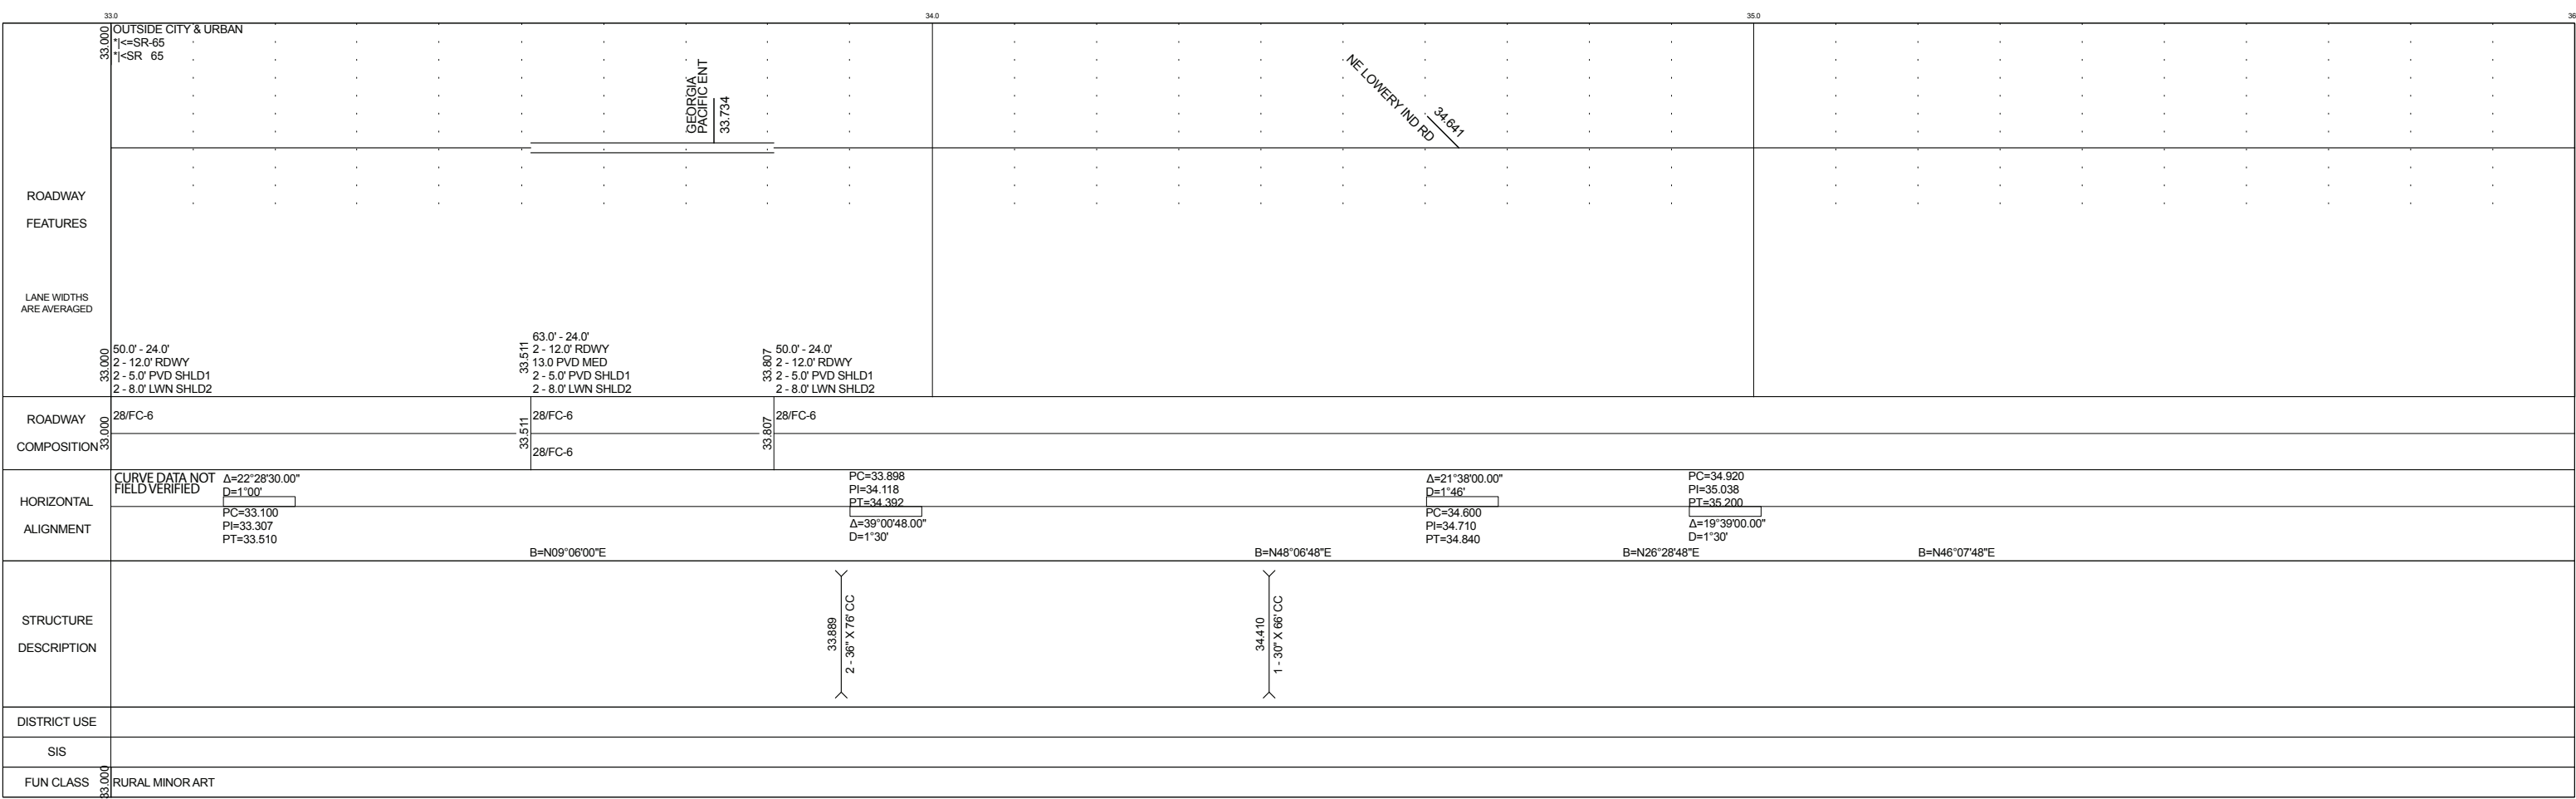 33.0
34.0
35.0
36
33.000
OUTSIDE CITY & URBAN
*|<=SR-65
*|<SR 65
GEORGIA
PACIFIC ENT
33.734
NE LOWERY IND RD
34.641
ROADWAY
FEATURES
LANE WIDTHS
ARE AVERAGED
33.000
50.0' - 24.0'
2 - 12.0' RDWY
2 - 5.0' PVD SHLD1
2 - 8.0' LWN SHLD2
33.511
63.0' - 24.0'
2 - 12.0' RDWY
13.0 PVD MED
2 - 5.0' PVD SHLD1
2 - 8.0' LWN SHLD2
33.807
50.0' - 24.0'
2 - 12.0' RDWY
2 - 5.0' PVD SHLD1
2 - 8.0' LWN SHLD2
ROADWAY
COMPOSITION
33.000
28/FC-6
33.511
28/FC-6
28/FC-6
33.807
28/FC-6
HORIZONTAL
ALIGNMENT
CURVE DATA NOT
FIELD VERIFIED
Δ=22°28'30.00"
D=1°00'
PC=33.100
PI=33.307
PT=33.510
B=N09°06'00"E
PC=33.898
PI=34.118
PT=34.392
Δ=39°00'48.00"
D=1°30'
B=N48°06'48"E
Δ=21°38'00.00"
D=1°46'
PC=34.600
PI=34.710
PT=34.840
B=N26°28'48"E
PC=34.920
PI=35.038
PT=35.200
Δ=19°39'00.00"
D=1°30'
B=N46°07'48"E
STRUCTURE
DESCRIPTION
33.889
2 - 36" X 76' CC
34.410
1 - 30" X 66' CC
DISTRICT USE
SIS
FUN CLASS
33.000
RURAL MINOR ART